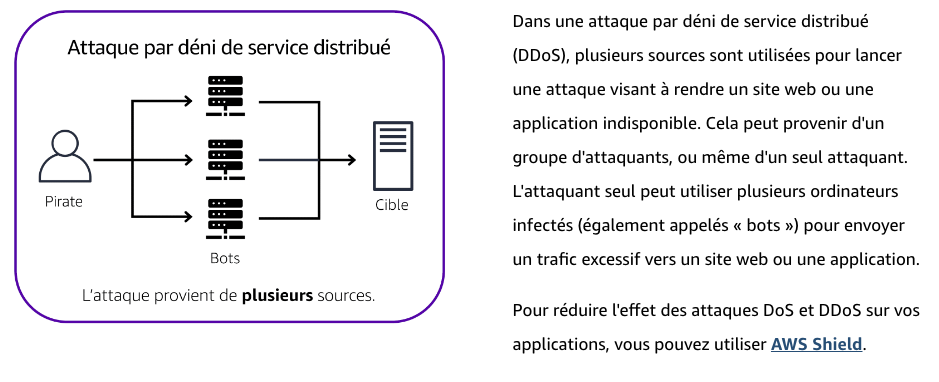 Attaque par déni de service distribué
Pirate
Bots
Cible
L'attaque provient de plusieurs sources.
Dans une attaque par déni de service distribué
(DDoS), plusieurs sources sont utilisées pour lancer
une attaque visant à rendre un site web ou une
application indisponible. Cela peut provenir d'un
groupe d'attaquants, ou même d'un seul attaquant.
L'attaquant seul peut utiliser plusieurs ordinateurs
infectés (également appelés « bots ») pour envoyer
un trafic excessif vers un site web ou une application.
Pour réduire l'effet des attaques DoS et DDoS sur vos
applications, vous pouvez utiliser AWS Shield.